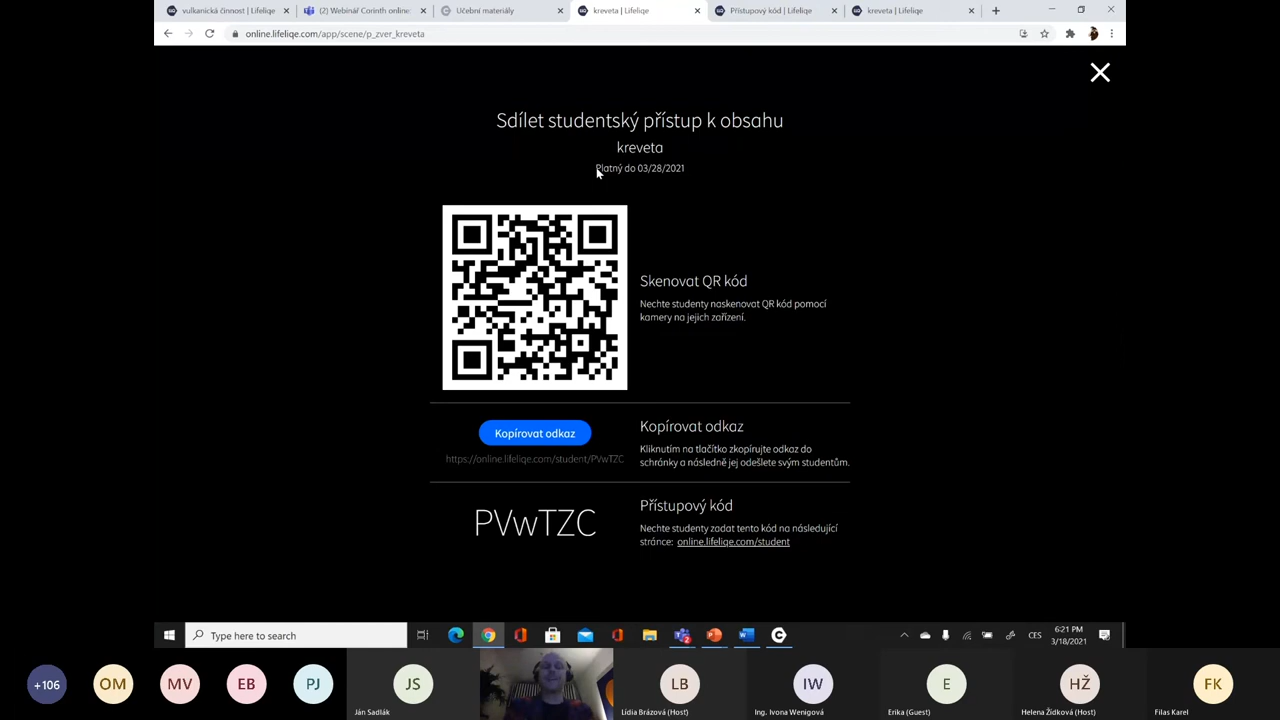 vulkanická činnost | Lifeliqe
(2) Webinář Corinth online:
Učební materiály
kreveta | Lifeliqe
Přístupový kód | Lifeliqe
kreveta | Lifeliqe
online.lifeliqe.com/app/scene/p_zver_kreveta
Sdílet studentský přístup k obsahu
kreveta
Platný do 03/28/2021
Skenovat QR kód
Nechte studenty naskenovat QR kód pomocí
kamery na jejich zařízení.
Kopírovat odkaz
https://online.lifeliqe.com/student/PVwTZC
Kopírovat odkaz
Kliknutím na tlačítko zkopírujte odkaz do
schránky a následně jej odešlete svým studentům.
PVwTZC
Přístupový kód
Nechte studenty zadat tento kód na následující
stránce: online.lifeliqe.com/student
Type here to search
CES
6:21 PM
3/18/2021
+106
OM
MV
EB
PJ
JS
LB
IW
E
HŽ
FK
Ján Sadlák
Lídia Brázová (Host)
Ing. Ivona Wenigová
Erika (Guest)
Helena Žídková (Host)
Filas Karel